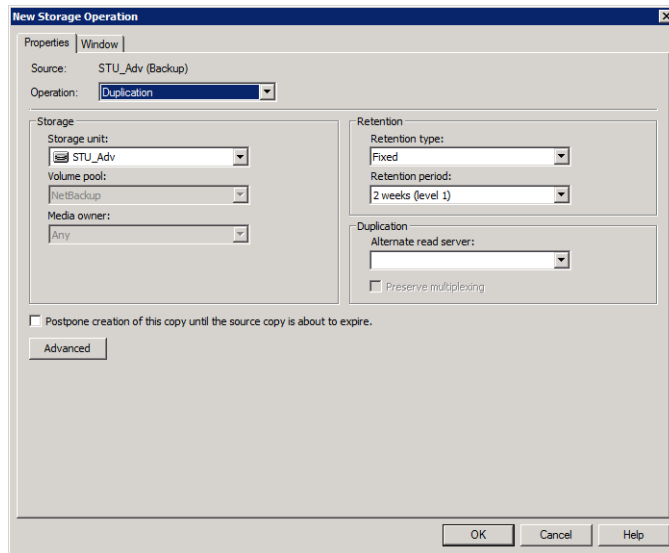 New Storage Operation
Properties Window
Source: STU_Adv (Backup)
Operation: Duplication
Storage
Storage unit:
STU_Adv
Volume pool:
NetBackup
Media owner:
Any
Retention
Retention type:
Fixed
Retention period:
2 weeks (level 1)
Duplication
Alternate read server:
Preserve multiplexing
Postpone creation of this copy until the source copy is about to expire.
Advanced
OK Cancel Help